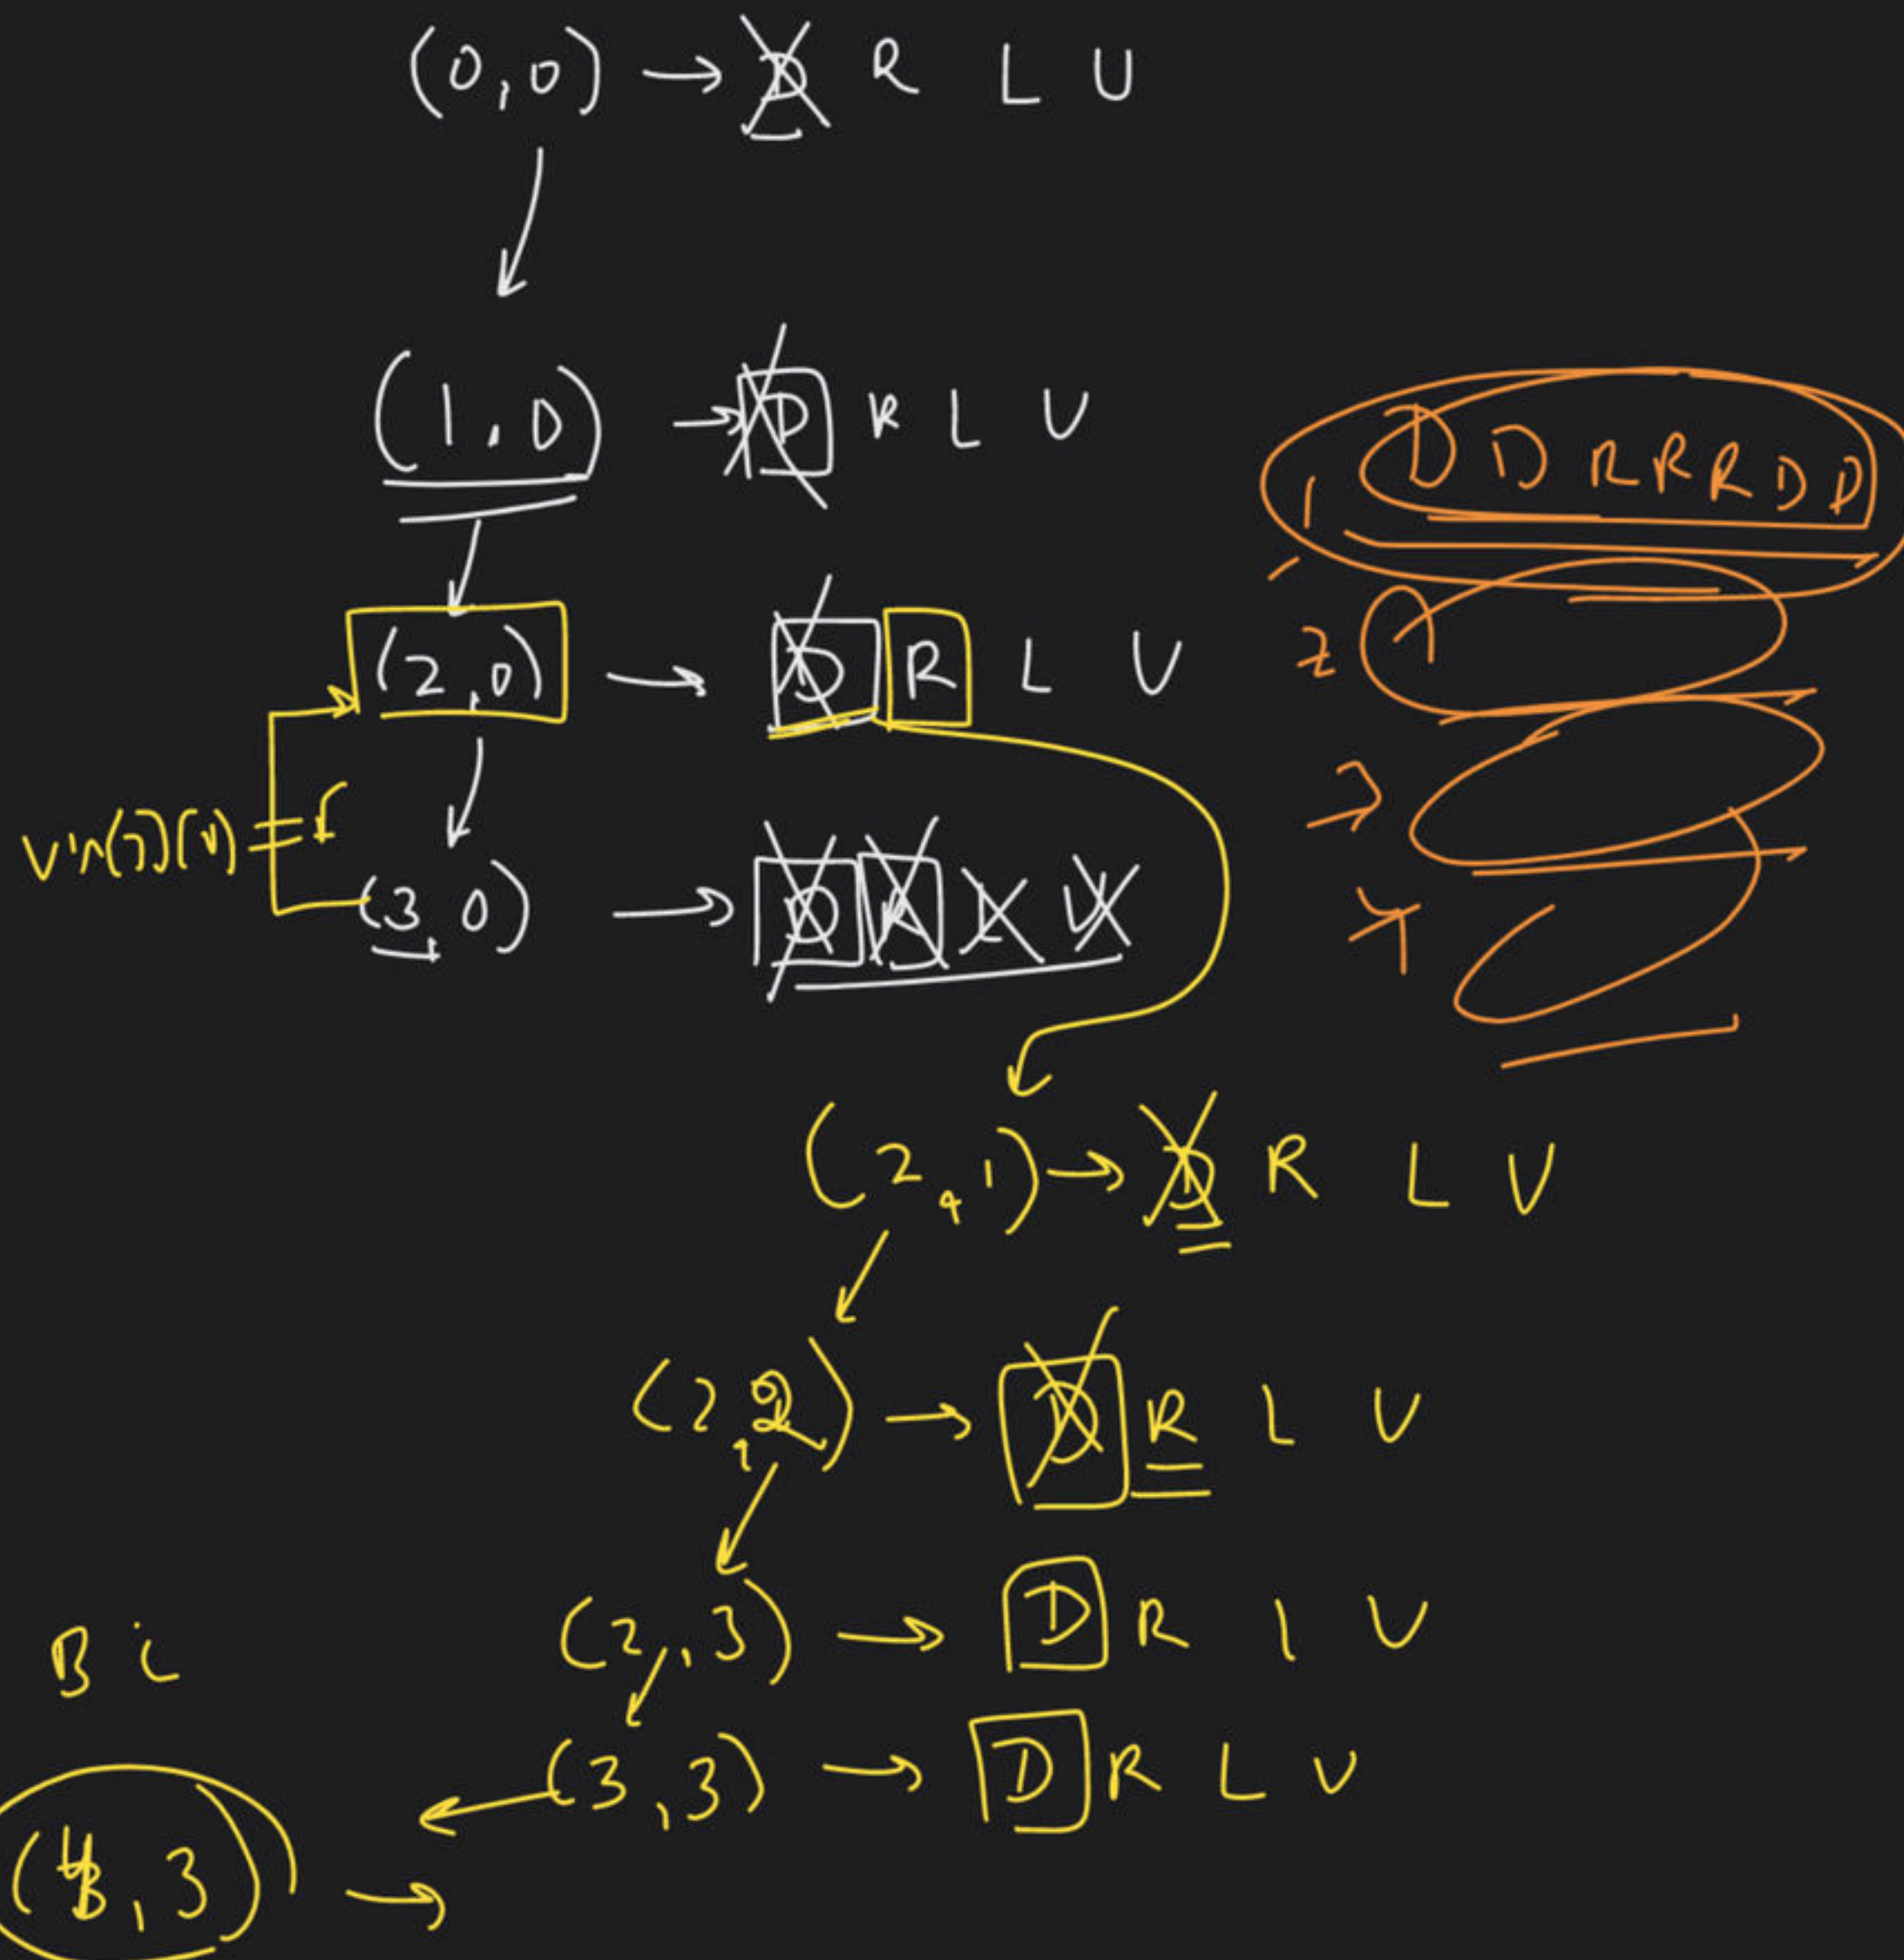 (0,0) → D R L U
(1,0) → D R L U
1 D D R R R D D
(2,0) → D R L U
2
3
(3,0) → D R L U
4
(2,1) → D R L U
(2,2) → D R L U
(2,3) → D R L U
B C
(3,3) → D R L U
(4,3) →